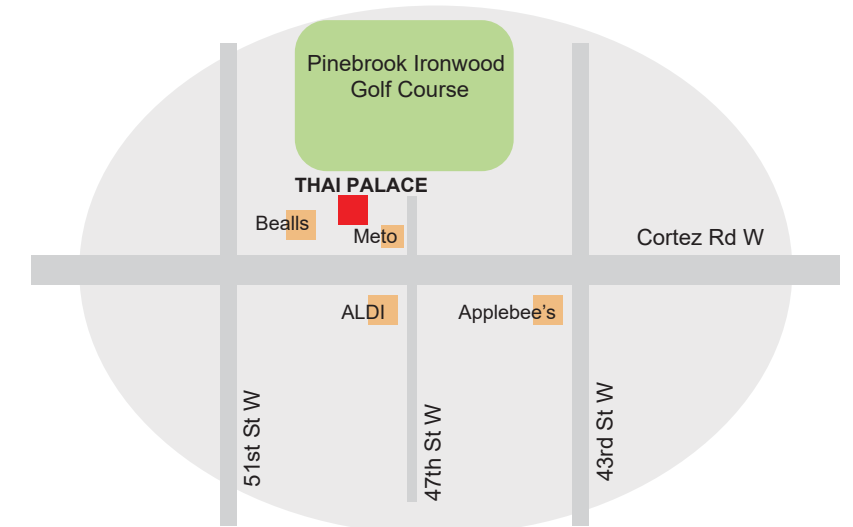 Pinebrook Ironwood
Golf Course
THAI PALACE
Bealls
Meto
Cortez Rd W
ALDI
Applebee's
51st St W
47th St W
43rd St W